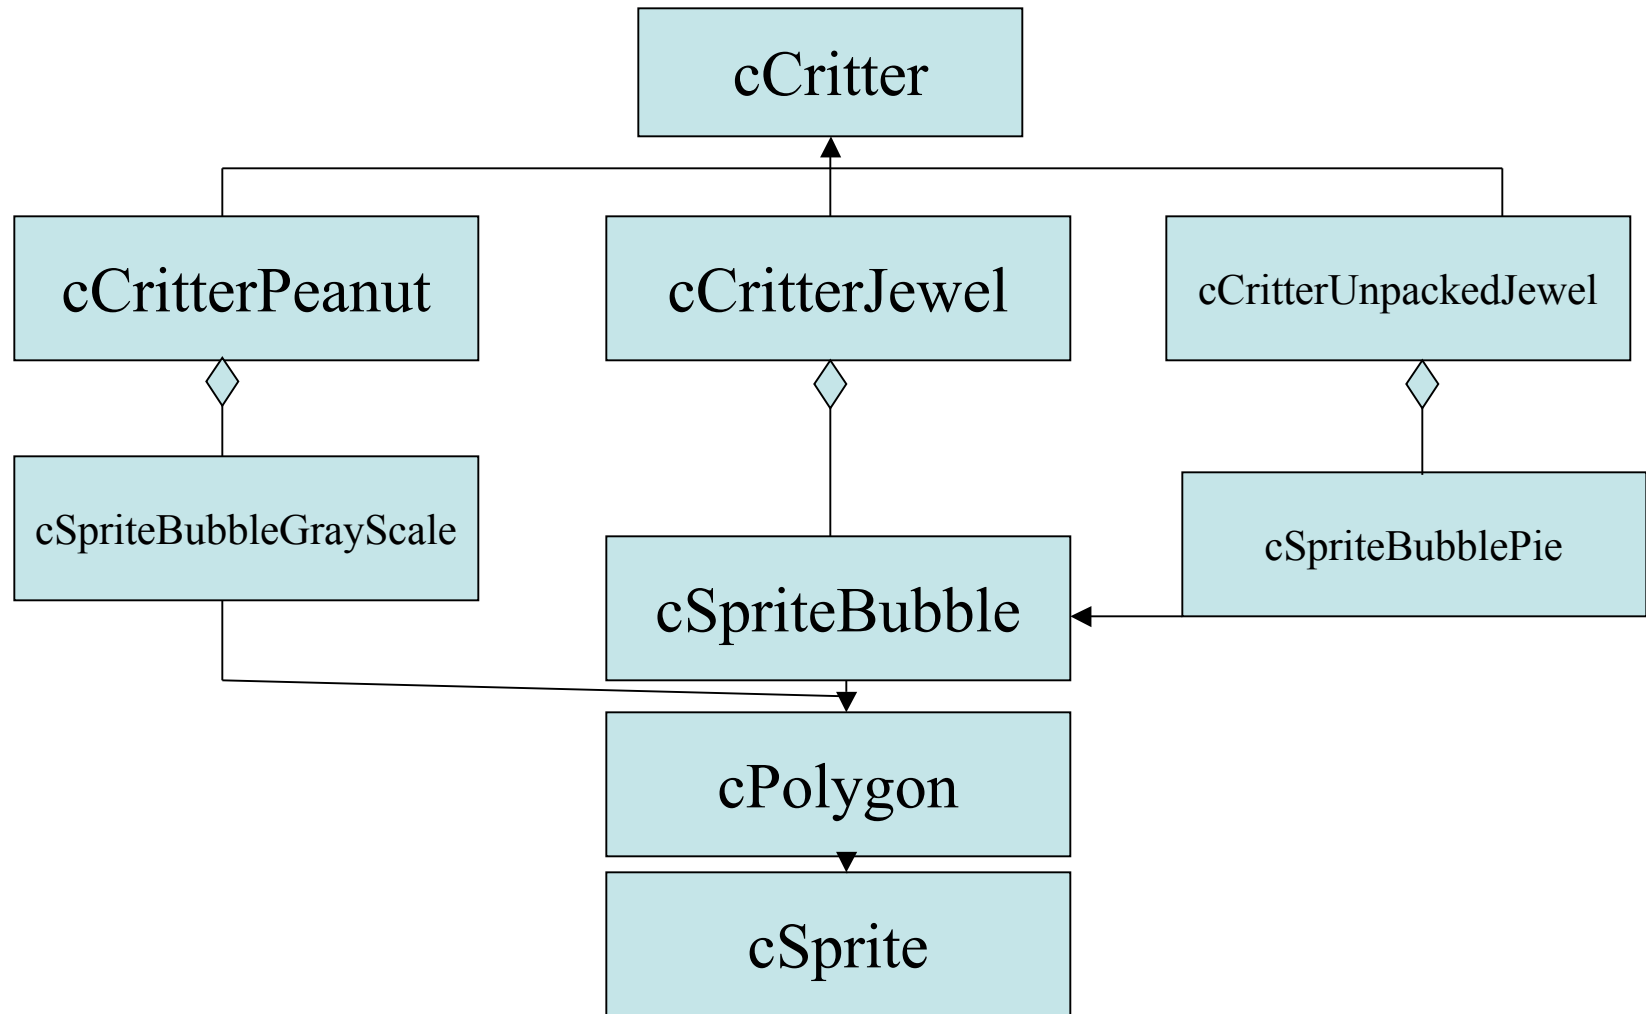 cCritter
cCritterPeanut
cCritterJewel
cCritterUnpackedJewel
cSpriteBubbleGrayScale
cSpriteBubblePie
cSpriteBubble
cPolygon
cSprite